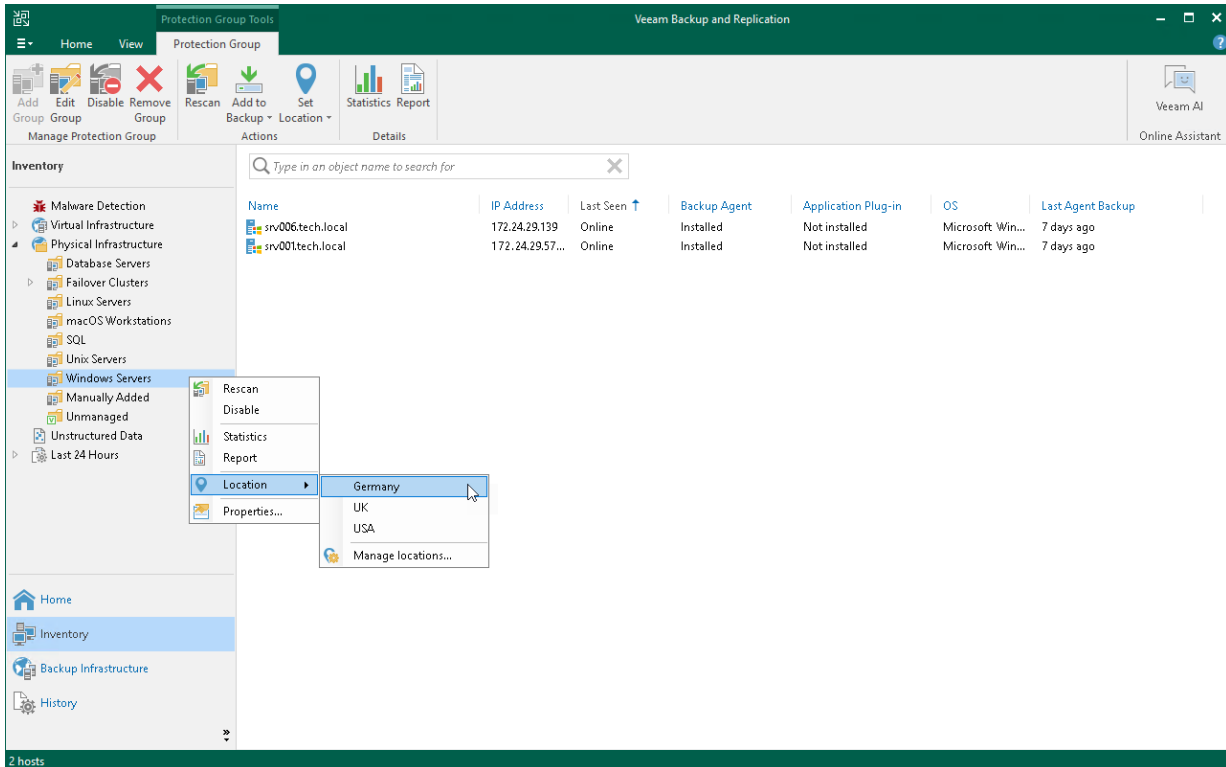 Protection Group Tools
Veeam Backup and Replication
Home View Protection Group
Add Group
Edit Group
Disable
Remove Group
Rescan
Add to Backup
Set Location
Statistics
Report
Veeam AI
Manage Protection Group
Actions
Details
Online Assistant
Inventory
Type in an object name to search for
Malware Detection
Virtual Infrastructure
Physical Infrastructure
Database Servers
Failover Clusters
Linux Servers
macOS Workstations
SQL
Unix Servers
Windows Servers
Manually Added
Unmanaged
Unstructured Data
Last 24 Hours
Name IP Address Last Seen Backup Agent Application Plug-in OS Last Agent Backup
srv006.tech.local 172.24.29.139 Online Installed Not installed Microsoft Win... 7 days ago
srv001.tech.local 172.24.29.57... Online Installed Not installed Microsoft Win... 7 days ago
Rescan
Disable
Statistics
Report
Location
Properties...
Germany
UK
USA
Manage locations...
Home
Inventory
Backup Infrastructure
History
2 hosts